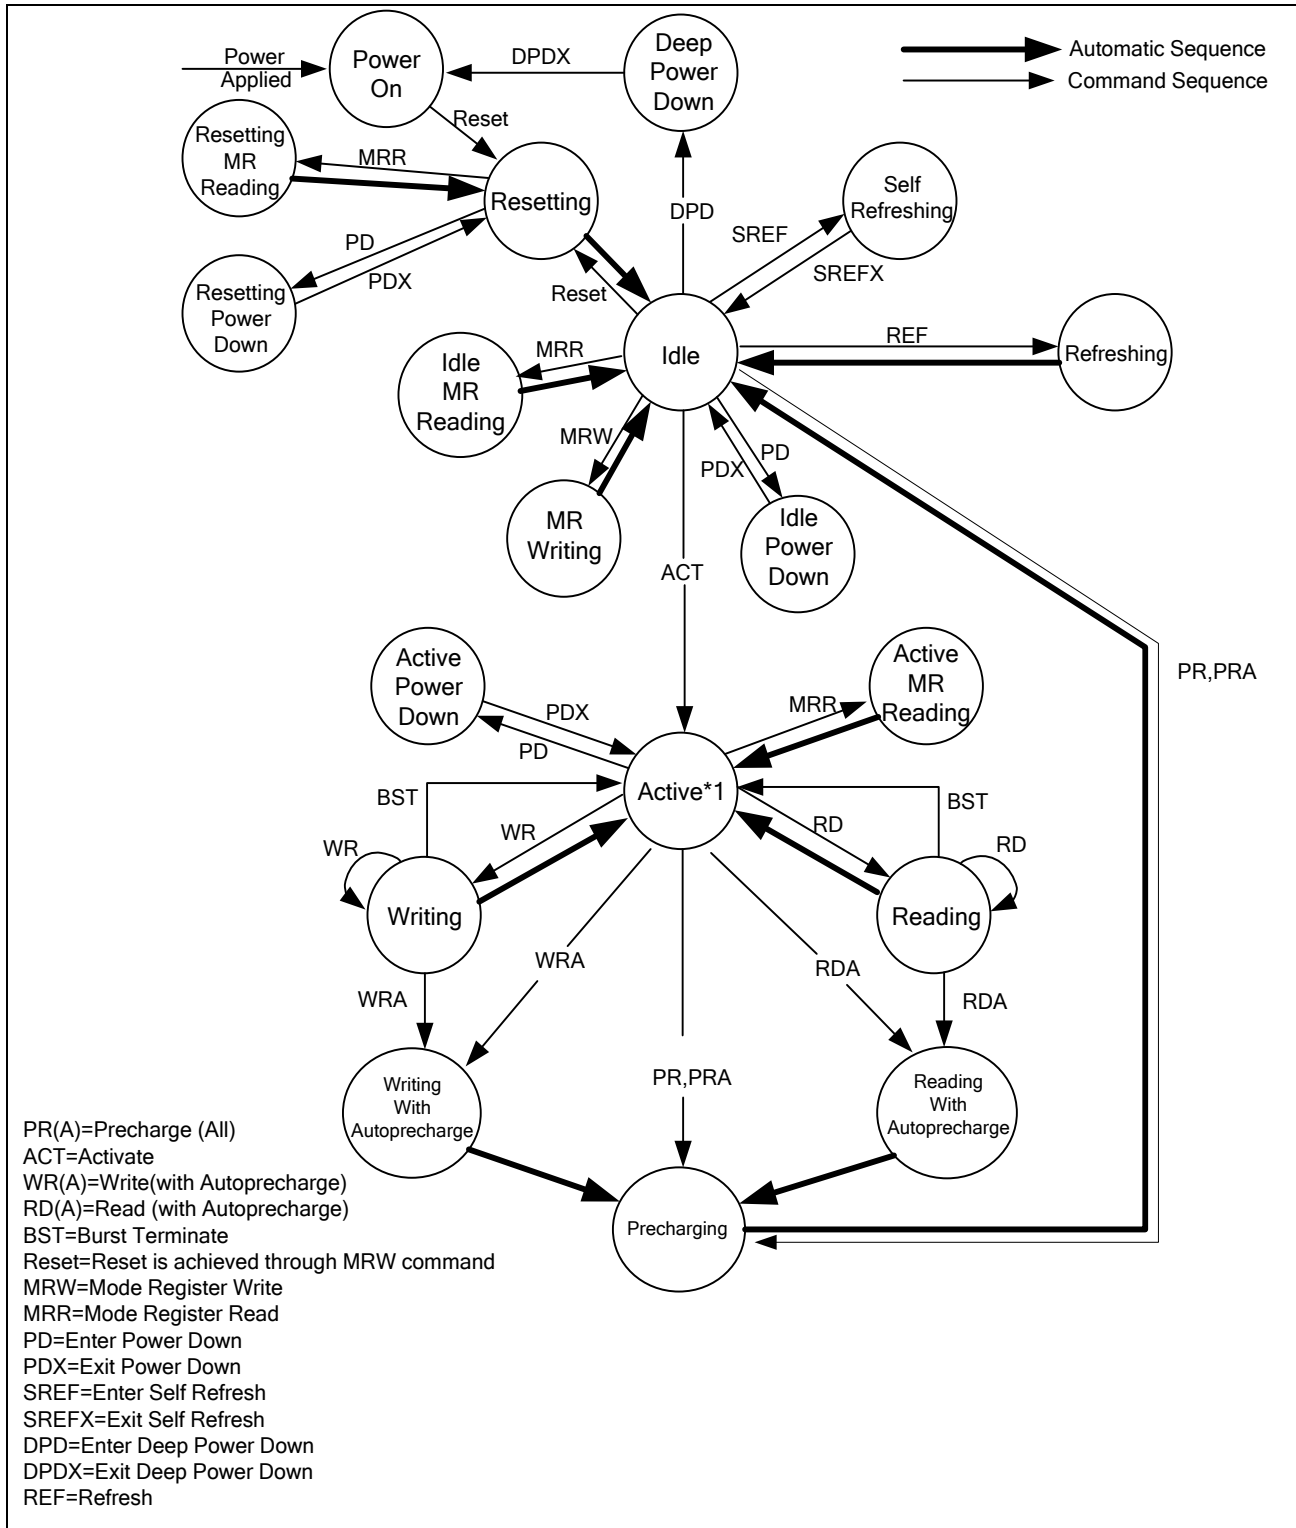 Power
Applied
Power
On
DPDX
Deep
Power
Down
Automatic Sequence
Command Sequence
Reset
Resetting
MR
Reading
MRR
Resetting
DPD
Self
Refreshing
SREF
SREFX
PD
PDX
Resetting
Power
Down
Reset
Idle
REF
Refreshing
Idle
MR
Reading
MRR
MRW
PD
PDX
MR
Writing
Idle
Power
Down
ACT
Active
Power
Down
PDX
PD
MRR
Active
MR
Reading
PR,PRA
Active*1
BST
BST
WR
WR
RD
RD
Writing
Reading
WRA
WRA
RDA
RDA
Writing
With
Autoprecharge
PR,PRA
Reading
With
Autoprecharge
Precharging
PR(A)=Precharge (All)
ACT=Activate
WR(A)=Write(with Autoprecharge)
RD(A)=Read (with Autoprecharge)
BST=Burst Terminate
Reset=Reset is achieved through MRW command
MRW=Mode Register Write
MRR=Mode Register Read
PD=Enter Power Down
PDX=Exit Power Down
SREF=Enter Self Refresh
SREFX=Exit Self Refresh
DPD=Enter Deep Power Down
DPDX=Exit Deep Power Down
REF=Refresh